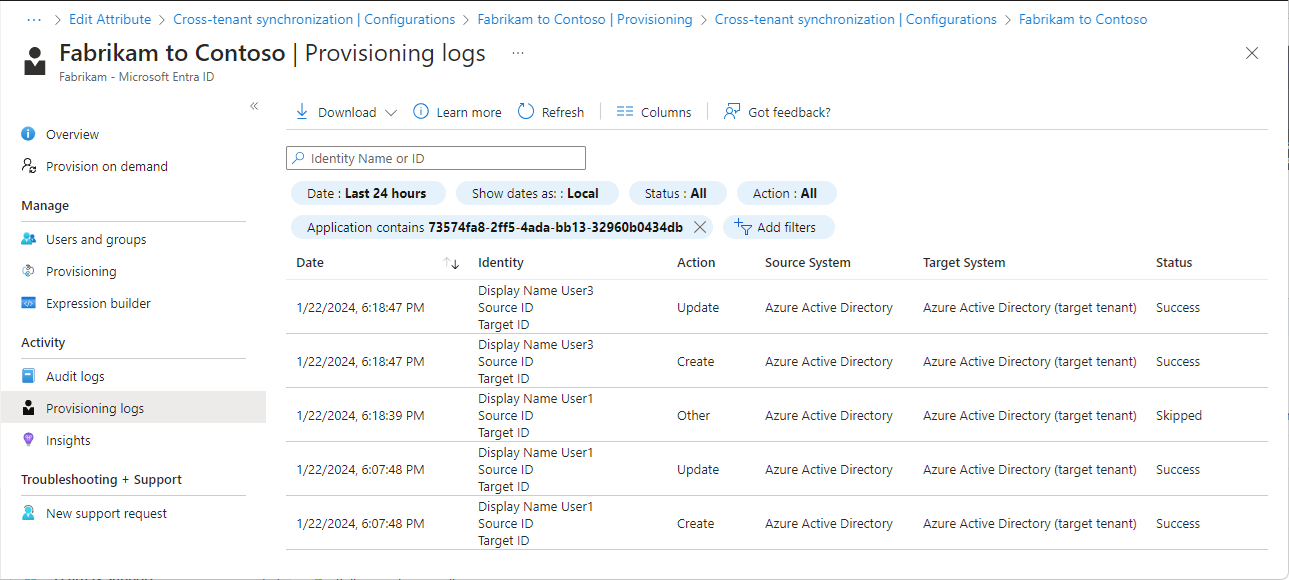 ··· > Edit Attribute > Cross-tenant synchronization | Configurations > Fabrikam to Contoso | Provisioning > Cross-tenant synchronization | Configurations > Fabrikam to Contoso
Fabrikam to Contoso | Provisioning logs ···
Fabrikam - Microsoft Entra ID
Overview
Provision on demand
Manage
Users and groups
Provisioning
Expression builder
Activity
Audit logs
Provisioning logs
Insights
Troubleshooting + Support
New support request
Download Learn more Refresh Columns Got feedback?
Identity Name or ID
Date : Last 24 hours Show dates as: : Local Status : All Action : All
Application contains 73574fa8-2ff5-4ada-bb13-32960b0434db Add filters
Date Identity Action Source System Target System Status
Display Name User3
1/22/2024, 6:18:47 PM Source ID Update Azure Active Directory Azure Active Directory (target tenant) Success
Target ID
Display Name User3
1/22/2024, 6:18:47 PM Source ID Create Azure Active Directory Azure Active Directory (target tenant) Success
Target ID
Display Name User1
1/22/2024, 6:18:39 PM Source ID Other Azure Active Directory Azure Active Directory (target tenant) Skipped
Target ID
Display Name User1
1/22/2024, 6:07:48 PM Source ID Update Azure Active Directory Azure Active Directory (target tenant) Success
Target ID
Display Name User1
1/22/2024, 6:07:48 PM Source ID Create Azure Active Directory Azure Active Directory (target tenant) Success
Target ID